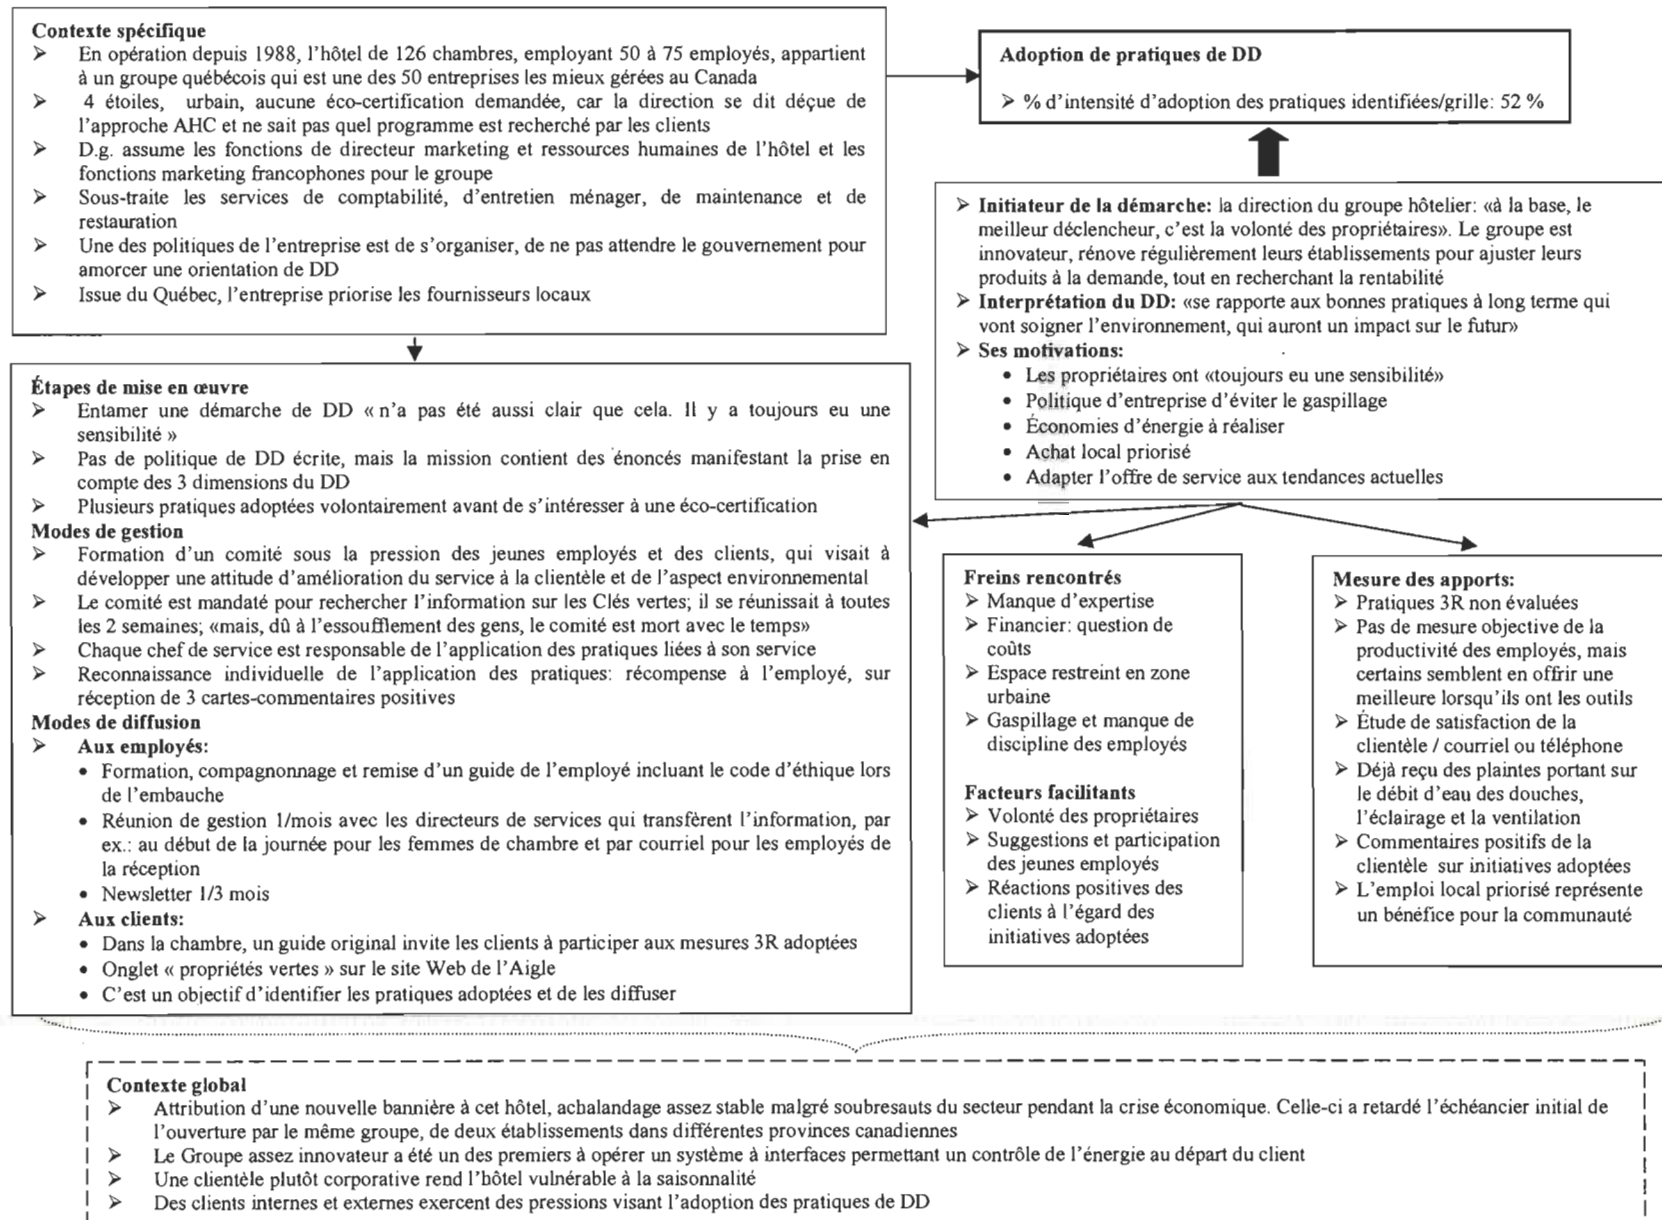 Contexte spécifique
➤ En opération depuis 1988, l'hôtel de 126 chambres, employant 50 à 75 employés, appartient
à un groupe québécois qui est une des 50 entreprises les mieux gérées au Canada
➤ 4 étoiles, urbain, aucune éco-certification demandée, car la direction se dit déçue de
l'approche AHC et ne sait pas quel programme est recherché par les clients
➤ D.g. assume les fonctions de directeur marketing et ressources humaines de l'hôtel et les
fonctions marketing francophones pour le groupe
➤ Sous-traite les services de comptabilité, d'entretien ménager, de maintenance et de
restauration
➤ Une des politiques de l'entreprise est de s'organiser, de ne pas attendre le gouvernement pour
amorcer une orientation de DD
➤ Issue du Québec, l'entreprise priorise les fournisseurs locaux
Adoption de pratiques de DD
➤ % d'intensité d'adoption des pratiques identifiées/grille: 52 %
➤ Initiateur de la démarche: la direction du groupe hôtelier: «à la base, le
meilleur déclencheur, c'est la volonté des propriétaires». Le groupe est
innovateur, rénove régulièrement leurs établissements pour ajuster leurs
produits à la demande, tout en recherchant la rentabilité
➤ Interprétation du DD: «se rapporte aux bonnes pratiques à long terme qui
vont soigner l'environnement, qui auront un impact sur le futur»
➤ Ses motivations:
• Les propriétaires ont «toujours eu une sensibilité»
• Politique d'entreprise d'éviter le gaspillage
• Économies d'énergie à réaliser
• Achat local priorisé
• Adapter l'offre de service aux tendances actuelles
Étapes de mise en œuvre
➤ Entamer une démarche de DD « n'a pas été aussi clair que cela. Il y a toujours eu une
sensibilité »
➤ Pas de politique de DD écrite, mais la mission contient des énoncés manifestant la prise en
compte des 3 dimensions du DD
➤ Plusieurs pratiques adoptées volontairement avant de s'intéresser à une éco-certification
Modes de gestion
➤ Formation d'un comité sous la pression des jeunes employés et des clients, qui visait à
développer une attitude d'amélioration du service à la clientèle et de l'aspect environnemental
➤ Le comité est mandaté pour rechercher l'information sur les Clés vertes; il se réunissait à toutes
les 2 semaines; «mais, dû à l'essoufflement des gens, le comité est mort avec le temps»
➤ Chaque chef de service est responsable de l'application des pratiques liées à son service
➤ Reconnaissance individuelle de l'application des pratiques: récompense à l'employé, sur
réception de 3 cartes-commentaires positives
Modes de diffusion
➤ Aux employés:
• Formation, compagnonnage et remise d'un guide de l'employé incluant le code d'éthique lors
de l'embauche
• Réunion de gestion 1/mois avec les directeurs de services qui transfèrent l'information, par
ex.: au début de la journée pour les femmes de chambre et par courriel pour les employés de
la réception
• Newsletter 1/3 mois
➤ Aux clients:
• Dans la chambre, un guide original invite les clients à participer aux mesures 3R adoptées
• Onglet « propriétés vertes » sur le site Web de l'Aigle
• C'est un objectif d'identifier les pratiques adoptées et de les diffuser
Freins rencontrés
➤ Manque d'expertise
➤ Financier: question de
coûts
➤ Espace restreint en zone
urbaine
➤ Gaspillage et manque de
discipline des employés
Facteurs facilitants
➤ Volonté des propriétaires
➤ Suggestions et participation
des jeunes employés
➤ Réactions positives des
clients à l'égard des
initiatives adoptées
Mesure des apports:
➤ Pratiques 3R non évaluées
➤ Pas de mesure objective de la
productivité des employés, mais
certains semblent en offrir une
meilleure lorsqu'ils ont les outils
➤ Étude de satisfaction de la
clientèle / courriel ou téléphone
➤ Déjà reçu des plaintes portant sur
le débit d'eau des douches,
l'éclairage et la ventilation
➤ Commentaires positifs de la
clientèle sur initiatives adoptées
➤ L'emploi local priorisé représente
un bénéfice pour la communauté
Contexte global
➤ Attribution d'une nouvelle bannière à cet hôtel, achalandage assez stable malgré soubresauts du secteur pendant la crise économique. Celle-ci a retardé l'échéancier initial de
l'ouverture par le même groupe, de deux établissements dans différentes provinces canadiennes
➤ Le Groupe assez innovateur a été un des premiers à opérer un système à interfaces permettant un contrôle de l'énergie au départ du client
➤ Une clientèle plutôt corporative rend l'hôtel vulnérable à la saisonnalité
➤ Des clients internes et externes exercent des pressions visant l'adoption des pratiques de DD